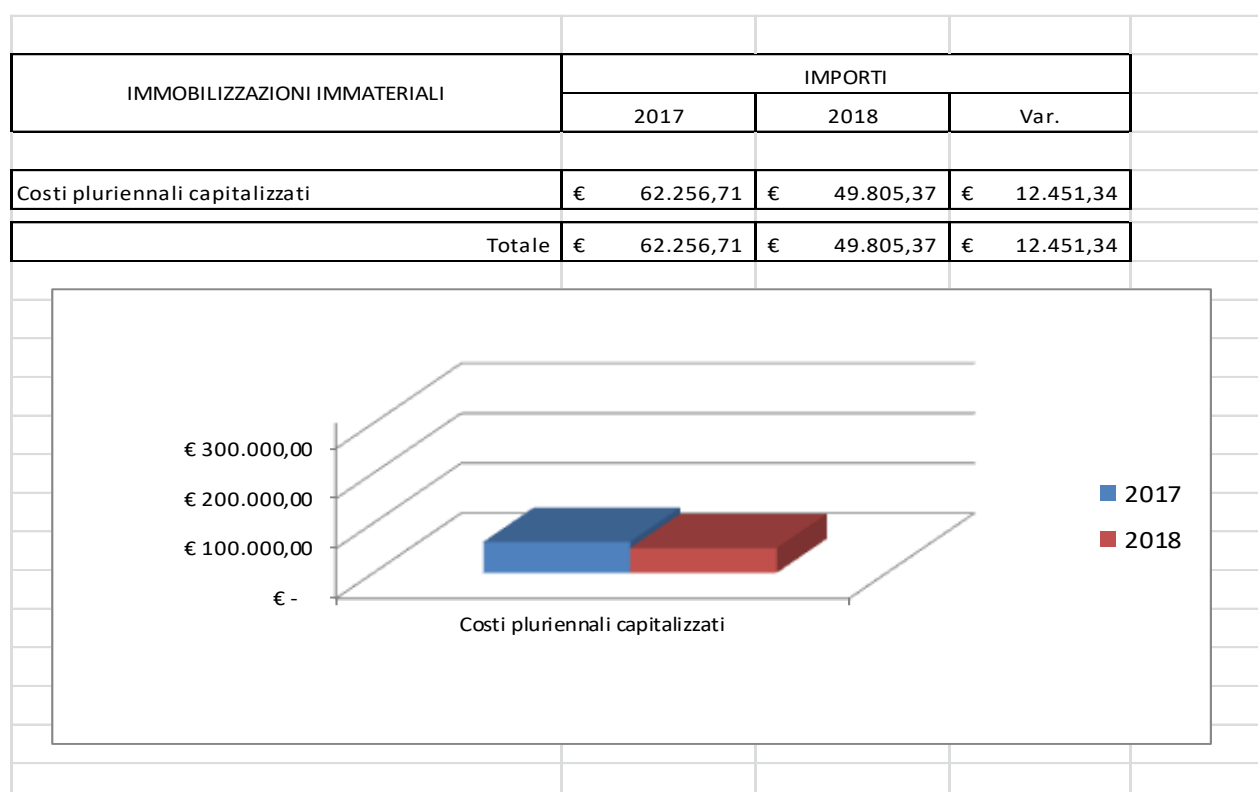 IMMOBILIZZAZIONI IMMATERIALI
IMPORTI
2017 2018 Var.
Costi pluriennali capitalizzati € 62.256,71 € 49.805,37 € 12.451,34
Totale € 62.256,71 € 49.805,37 € 12.451,34
€ 300.000,00
€ 200.000,00
€ 100.000,00
€ -
Costi pluriennali capitalizzati
2017
2018